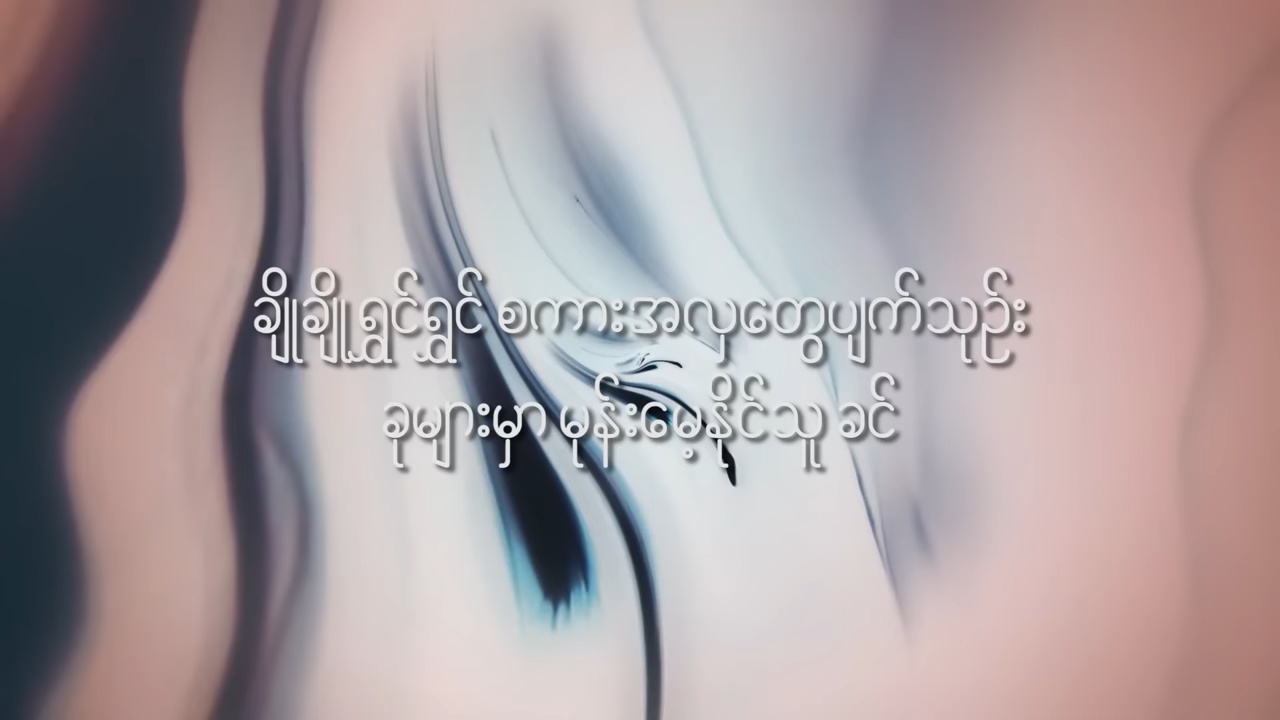 ချိုချိုရွှင်ရွှင် စကားအလှတွေပျက်သုဉ်း
ခုများမှာ မုန်းမေ့နိုင်သူ ခင်